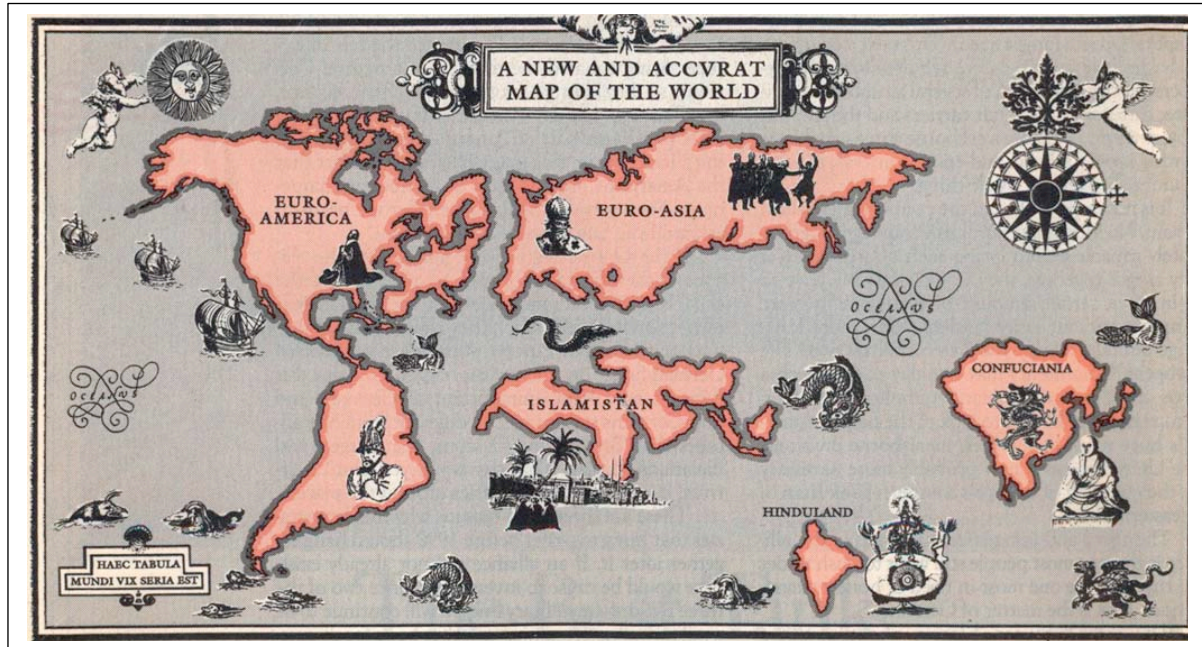 A NEW AND ACCVRAT
MAP OF THE WORLD
EURO-
AMERICA
EURO-ASIA
OCEANVS
CONFUCIANIA
OCEANVS
ISLAMISTAN
HINDULAND
HAEC TABULA
MUNDI VIX SERIA EST